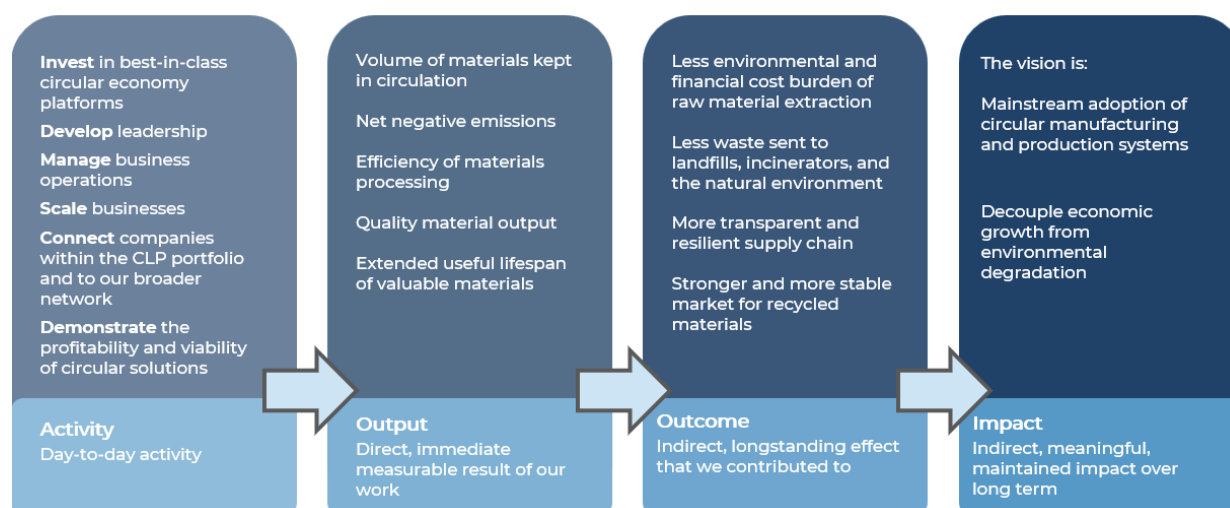 Invest in best-in-class
circular economy
platforms
Develop leadership
Manage business
operations
Scale businesses
Connect companies
within the CLP portfolio
and to our broader
network
Demonstrate the
profitability and viability
of circular solutions
Activity
Day-to-day activity
Volume of materials kept
in circulation
Net negative emissions
Efficiency of materials
processing
Quality material output
Extended useful lifespan
of valuable materials
Output
Direct, immediate
measurable result of our
work
Less environmental and
financial cost burden of
raw material extraction
Less waste sent to
landfills, incinerators, and
the natural environment
More transparent and
resilient supply chain
Stronger and more stable
market for recycled
materials
Outcome
Indirect, longstanding effect
that we contributed to
The vision is:
Mainstream adoption of
circular manufacturing
and production systems
Decouple economic
growth from
environmental
degradation
Impact
Indirect, meaningful,
maintained impact over
long term